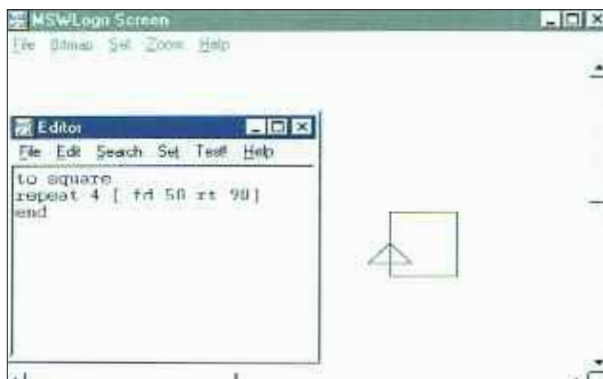 MSWLogo Screen
File Bitmap Set Zoom Help
Editor
File Edit Search Set Test! Help
to square
repeat 4 [ fd 50 rt 90]
end